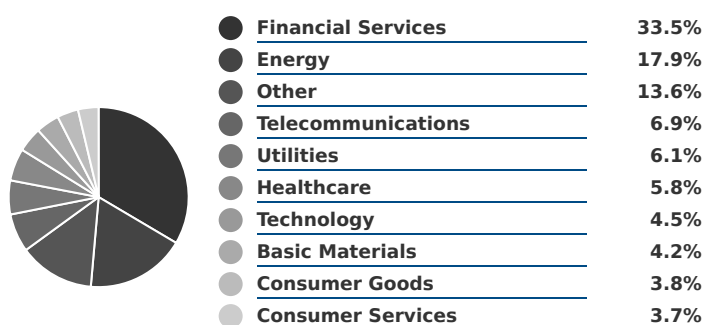 Financial Services 33.5%
Energy 17.9%
Other 13.6%
Telecommunications 6.9%
Utilities 6.1%
Healthcare 5.8%
Technology 4.5%
Basic Materials 4.2%
Consumer Goods 3.8%
Consumer Services 3.7%